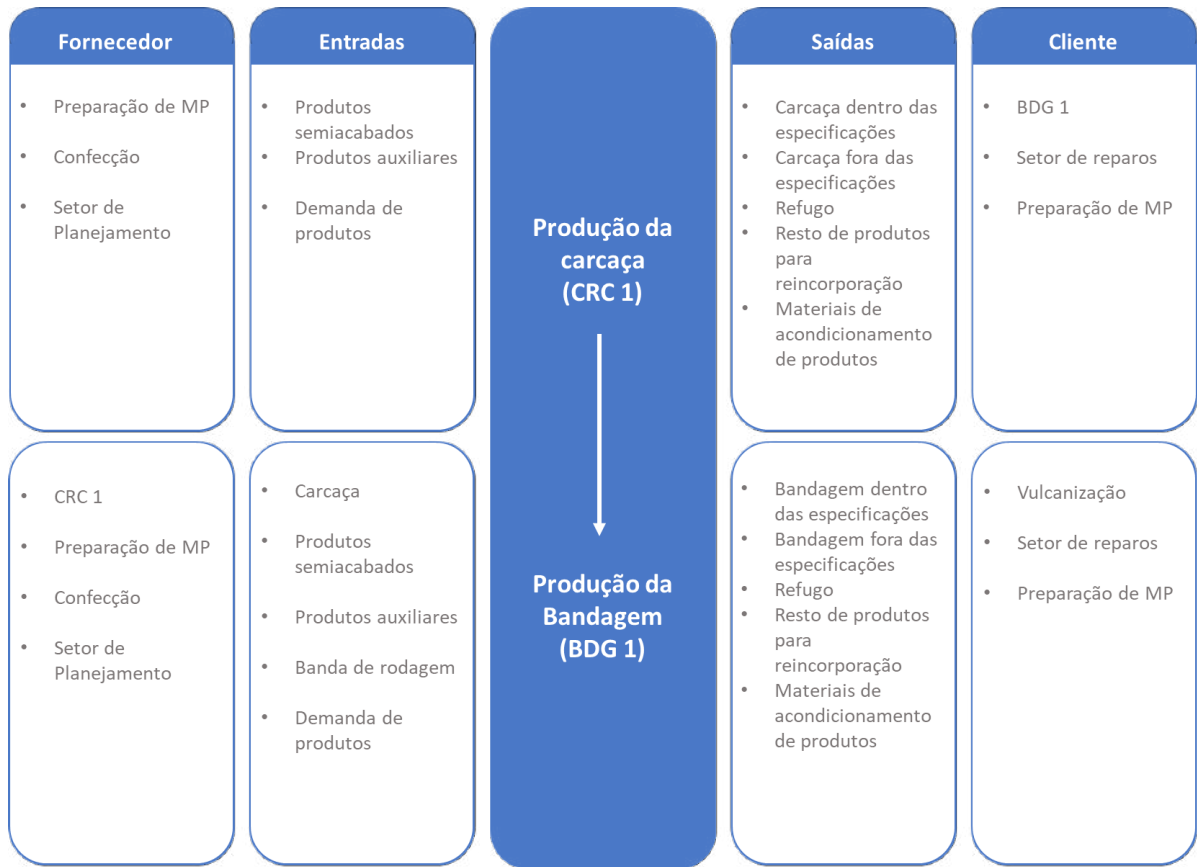 Fornecedor
• Preparação de MP
• Confecção
• Setor de
Planejamento
Entradas
• Produtos
semiacabados
• Produtos auxiliares
• Demanda de
produtos
Produção da
carcaça
(CRC 1)
Saídas
• Carcaça dentro das
especificações
• Carcaça fora das
especificações
• Refugo
• Resto de produtos
para
reincorporação
• Materiais de
acondicionamento
de produtos
Cliente
• BDG 1
• Setor de reparos
• Preparação de MP
• CRC 1
• Preparação de MP
• Confecção
• Setor de
Planejamento
• Carcaça
• Produtos
semiacabados
• Produtos auxiliares
• Banda de rodagem
• Demanda de
produtos
Produção da
Bandagem
(BDG 1)
• Bandagem dentro
das especificações
• Bandagem fora das
especificações
• Refugo
• Resto de produtos
para
reincorporação
• Materiais de
acondicionamento
de produtos
• Vulcanização
• Setor de reparos
• Preparação de MP